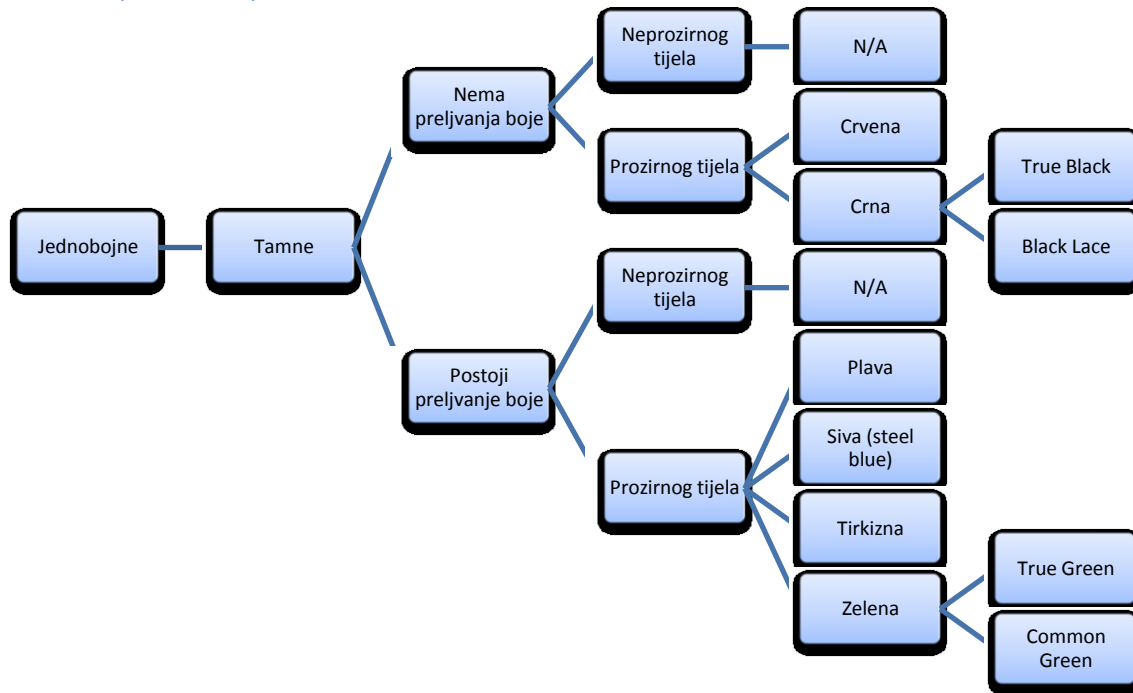 Neprozirnog
tijela
N/A
Nema
preljvanja boje
Crvena
Prozirnog tijela
True Black
Crna
Jednobojne
Tamne
Black Lace
Neprozirnog
tijela
N/A
Postoji
preljvanje boje
Plava
Siva (steel
blue)
Prozirnog tijela
Tirkizna
True Green
Zelena
Common
Green